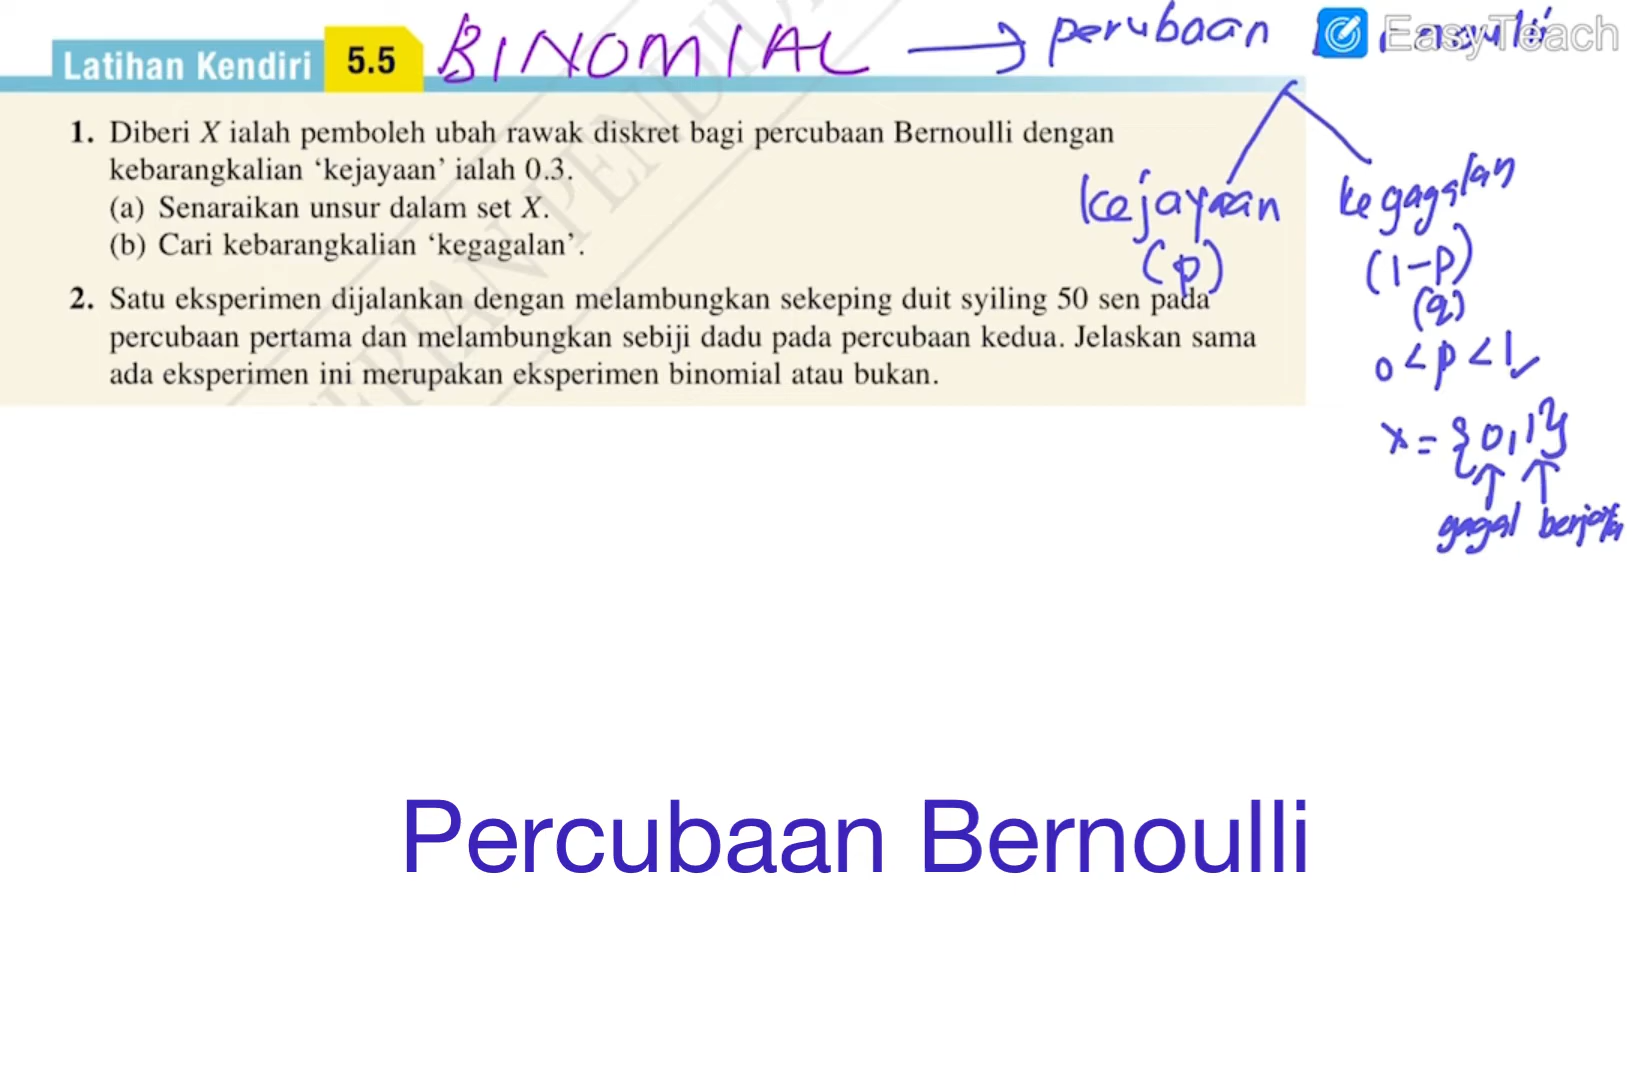 Latihan Kendiri 5.5 BINOMIAL → perubaan
EasyTeach
1. Diberi X ialah pemboleh ubah rawak diskret bagi percubaan Bernoulli dengan
kebarangkalian ‘kejayaan’ ialah 0.3.
(a) Senaraikan unsur dalam set X.
(b) Cari kebarangkalian ‘kegagalan’.
2. Satu eksperimen dijalankan dengan melambungkan sekeping duit syiling 50 sen pada
percubaan pertama dan melambungkan sebiji dadu pada percubaan kedua. Jelaskan sama
ada eksperimen ini merupakan eksperimen binomial atau bukan.
kejayaan
(p)
kegagalan
(1-p)
(q)
0<p<1
x = {0,1}
gagal berjaya
Percubaan Bernoulli